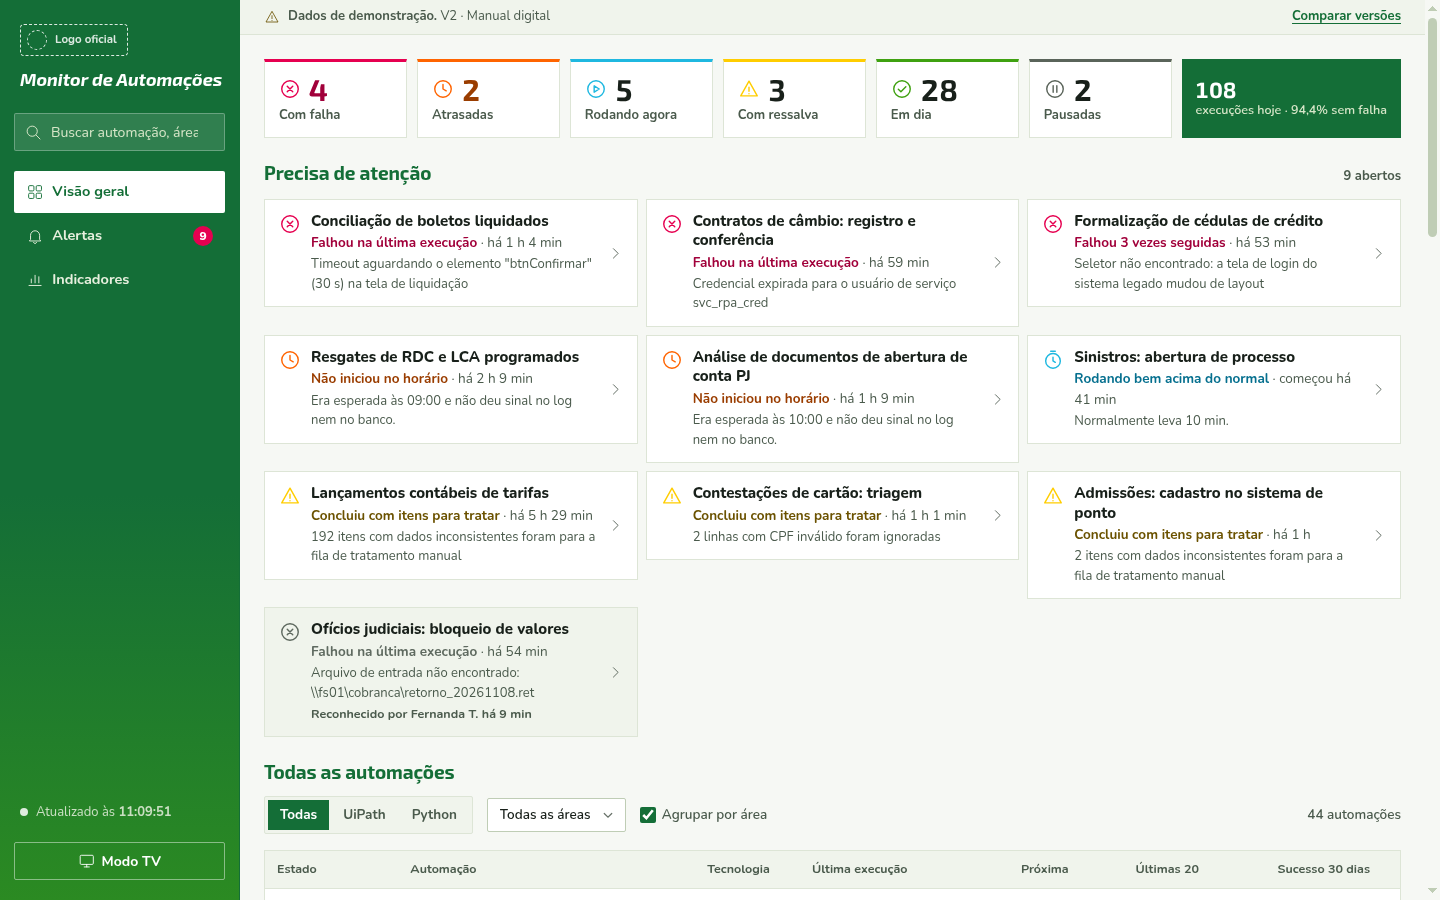 Logo oficial
Monitor de Automações
Buscar automação, área
Visão geral
Alertas 9
Indicadores
Atualizado às 11:09:51
Modo TV
Dados de demonstração. V2 · Manual digital
Comparar versões
4
Com falha
2
Atrasadas
5
Rodando agora
3
Com ressalva
28
Em dia
2
Pausadas
108
execuções hoje · 94,4% sem falha
Precisa de atenção
9 abertos
Conciliação de boletos liquidados
Falhou na última execução · há 1 h 4 min
Timeout aguardando o elemento "btnConfirmar"
(30 s) na tela de liquidação
Contratos de câmbio: registro e
conferência
Falhou na última execução · há 59 min
Credencial expirada para o usuário de serviço
svc_rpa_cred
Formalização de cédulas de crédito
Falhou 3 vezes seguidas · há 53 min
Seletor não encontrado: a tela de login do
sistema legado mudou de layout
Resgates de RDC e LCA programados
Não iniciou no horário · há 2 h 9 min
Era esperada às 09:00 e não deu sinal no log
nem no banco.
Análise de documentos de abertura de
conta PJ
Não iniciou no horário · há 1 h 9 min
Era esperada às 10:00 e não deu sinal no log
nem no banco.
Sinistros: abertura de processo
Rodando bem acima do normal · começou há
41 min
Normalmente leva 10 min.
Lançamentos contábeis de tarifas
Concluiu com itens para tratar · há 5 h 29 min
192 itens com dados inconsistentes foram para a
fila de tratamento manual
Contestações de cartão: triagem
Concluiu com itens para tratar · há 1 h 1 min
2 linhas com CPF inválido foram ignoradas
Admissões: cadastro no sistema de
ponto
Concluiu com itens para tratar · há 1 h
2 itens com dados inconsistentes foram para a
fila de tratamento manual
Ofícios judiciais: bloqueio de valores
Falhou na última execução · há 54 min
Arquivo de entrada não encontrado:
\\fs01\cobranca\retorno_20261108.ret
Reconhecido por Fernanda T. há 9 min
Todas as automações
Todas UiPath Python Todas as áreas Agrupar por área 44 automações
Estado Automação Tecnologia Última execução Próxima Últimas 20 Sucesso 30 dias